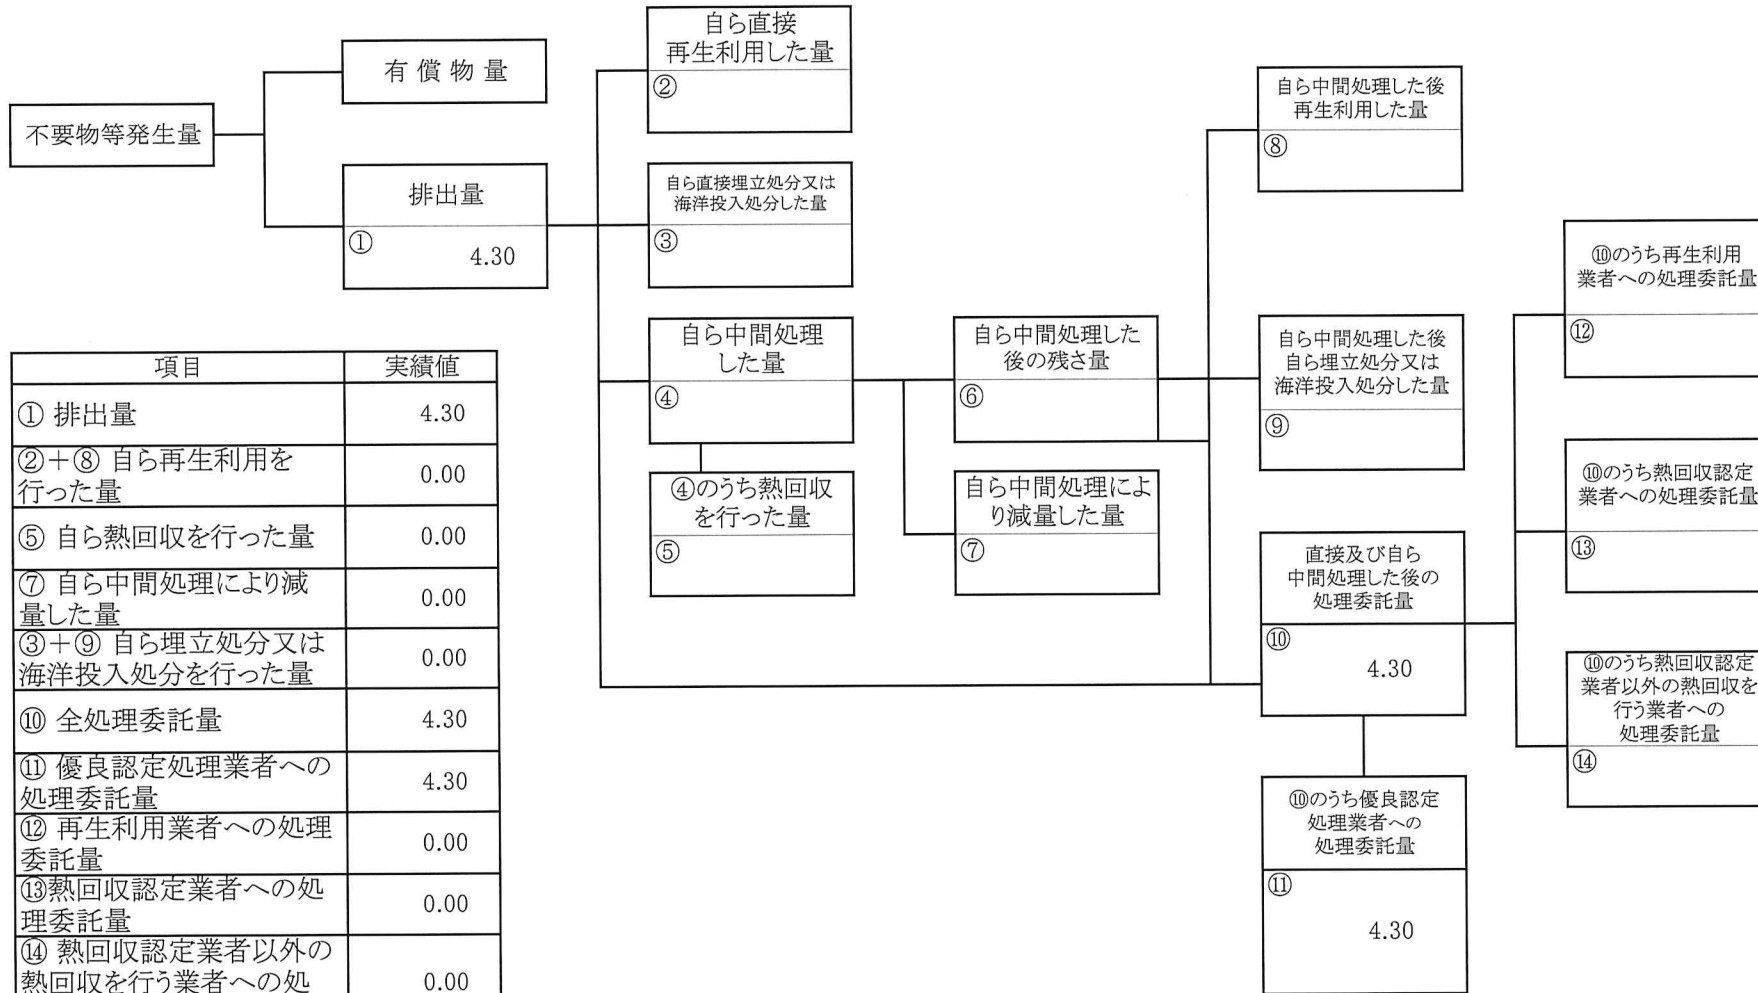 不要物等発生量
有償物量
排出量
①
4.30
自ら直接
再生利用した量
②
自ら直接埋立処分又は
海洋投入処分した量
③
自ら中間処理
した量
④
④のうち熱回収
を行った量
⑤
自ら中間処理した
後の残さ量
⑥
自ら中間処理によ
り減量した量
⑦
自ら中間処理した後
再生利用した量
⑧
自ら中間処理した後
自ら埋立処分又は
海洋投入処分した量
⑨
直接及び自ら
中間処理した後の
処理委託量
⑩
4.30
⑩のうち優良認定
処理業者への
処理委託量
⑪
4.30
⑩のうち再生利用
業者への処理委託量
⑫
⑩のうち熱回収認定
業者への処理委託量
⑬
⑩のうち熱回収認定
業者以外の熱回収を
行う業者への
処理委託量
⑭
項目 実績値
① 排出量 4.30
②+⑧ 自ら再生利用を
行った量 0.00
⑤ 自ら熱回収を行った量 0.00
⑦ 自ら中間処理により減
量した量 0.00
③+⑨ 自ら埋立処分又は
海洋投入処分を行った量 0.00
⑩ 全処理委託量 4.30
⑪ 優良認定処理業者への
処理委託量 4.30
⑫ 再生利用業者への処理
委託量 0.00
⑬熱回収認定業者への処
理委託量 0.00
⑭ 熱回収認定業者以外の
熱回収を行う業者への処 0.00